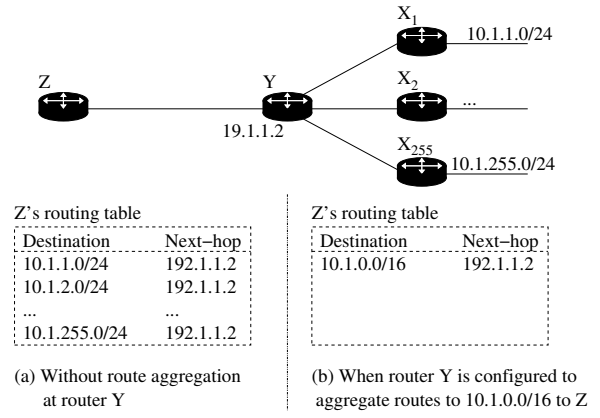 X1
10.1.1.0/24
Z
Y
X2
...
19.1.1.2
X255
10.1.255.0/24
Z's routing table
Destination Next−hop
10.1.1.0/24 192.1.1.2
10.1.2.0/24 192.1.1.2
... ...
10.1.255.0/24 192.1.1.2
(a) Without route aggregation
at router Y
Z's routing table
Destination Next−hop
10.1.0.0/16 192.1.1.2
(b) When router Y is configured to
aggregate routes to 10.1.0.0/16 to Z